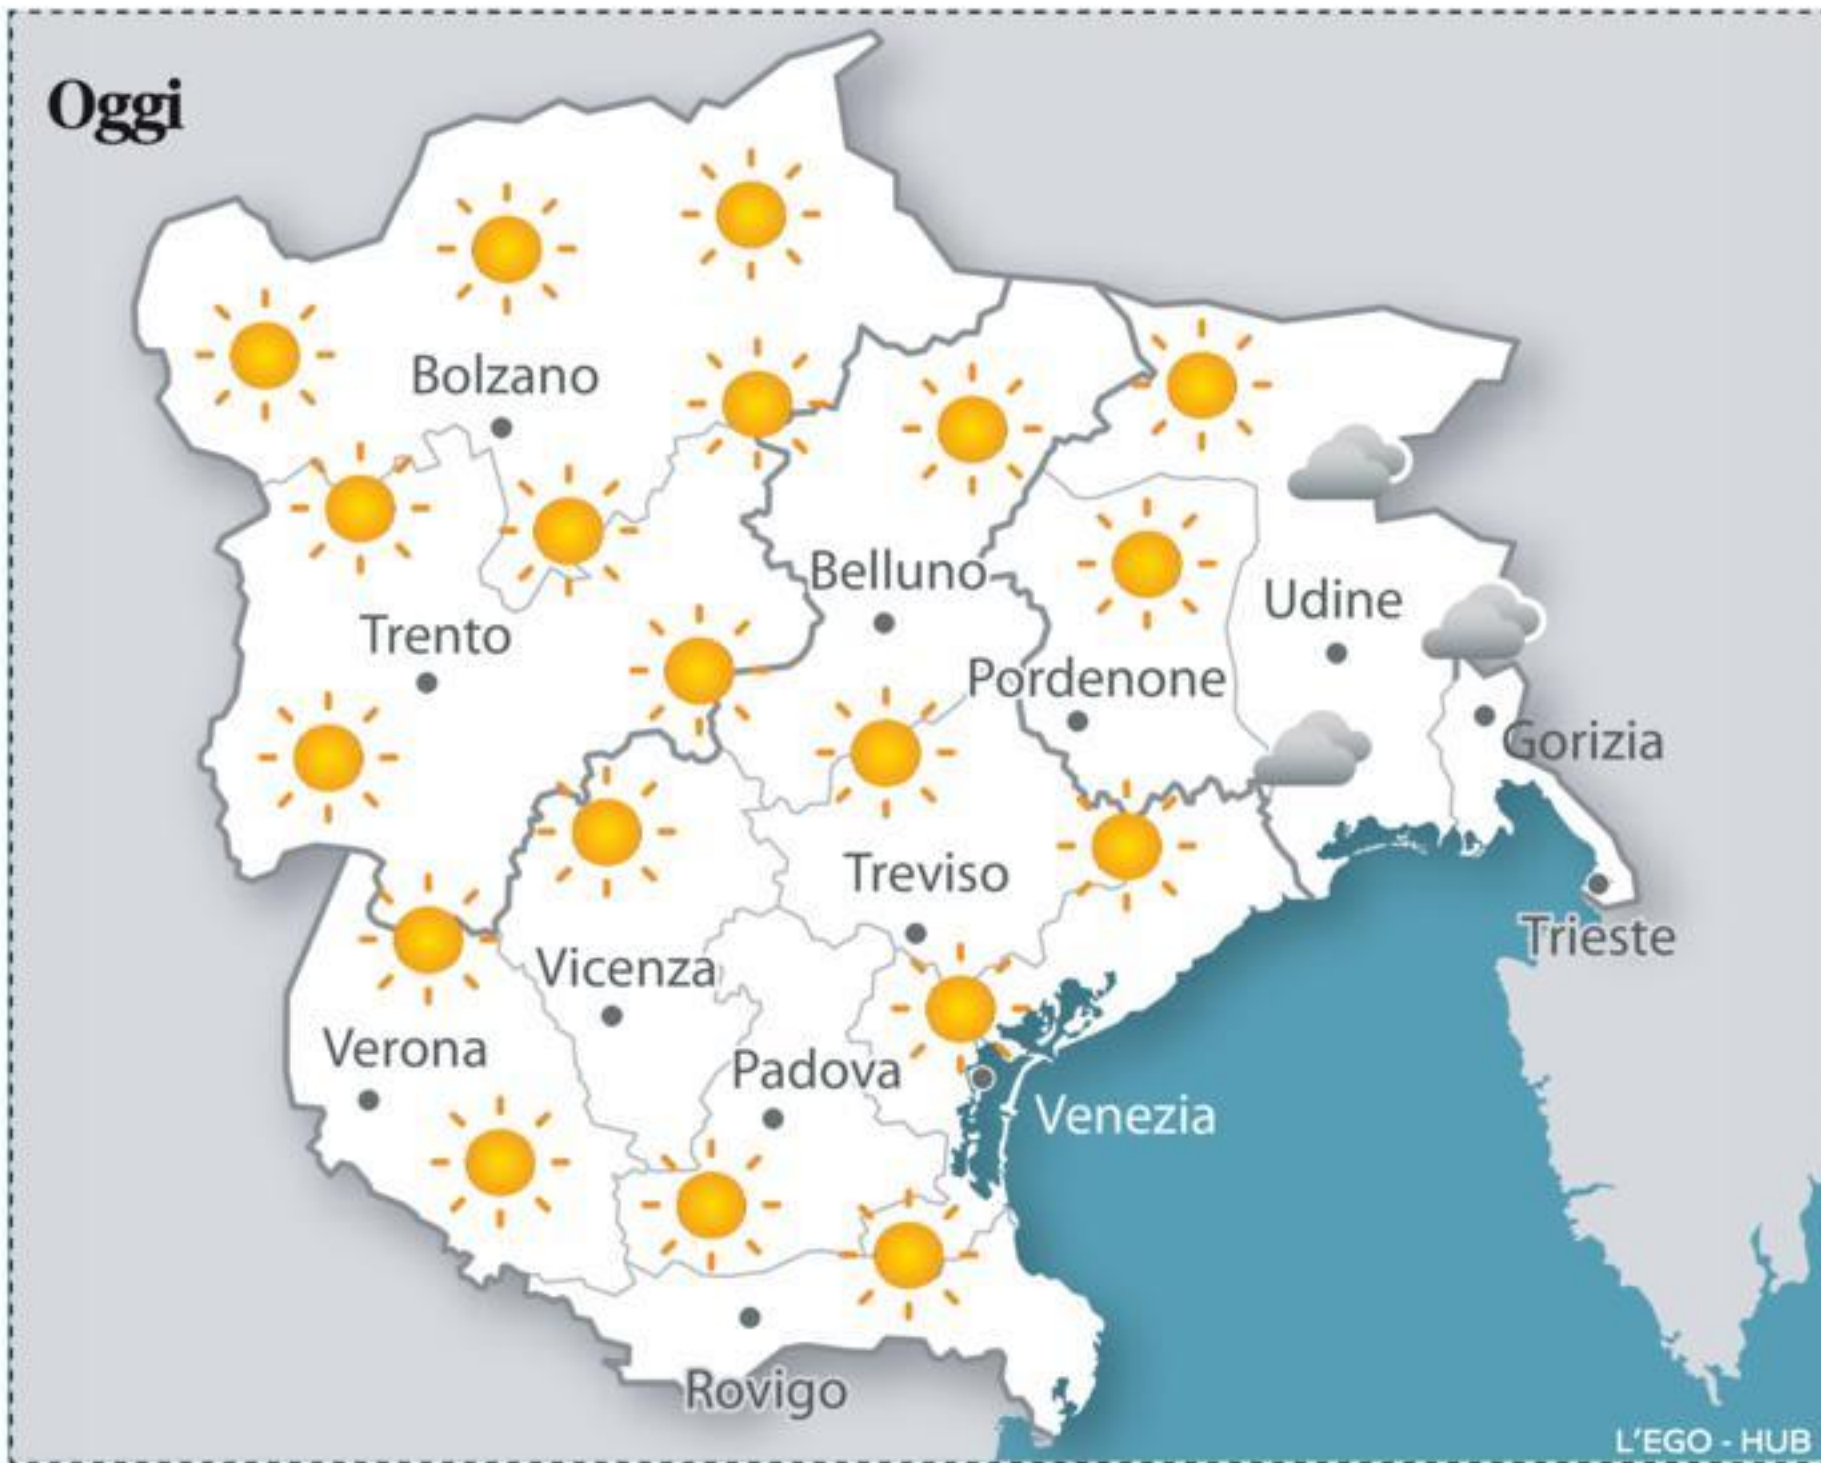 Oggi
Bolzano
Belluno
Udine
Trento
Pordenone
Gorizia
Treviso
Trieste
Vicenza
Verona
Padova
Venezia
Rovigo
L'EGO - HUB